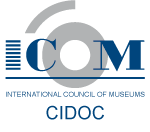 ICOM
INTERNATIONAL COUNCIL OF MUSEUMS
CIDOC